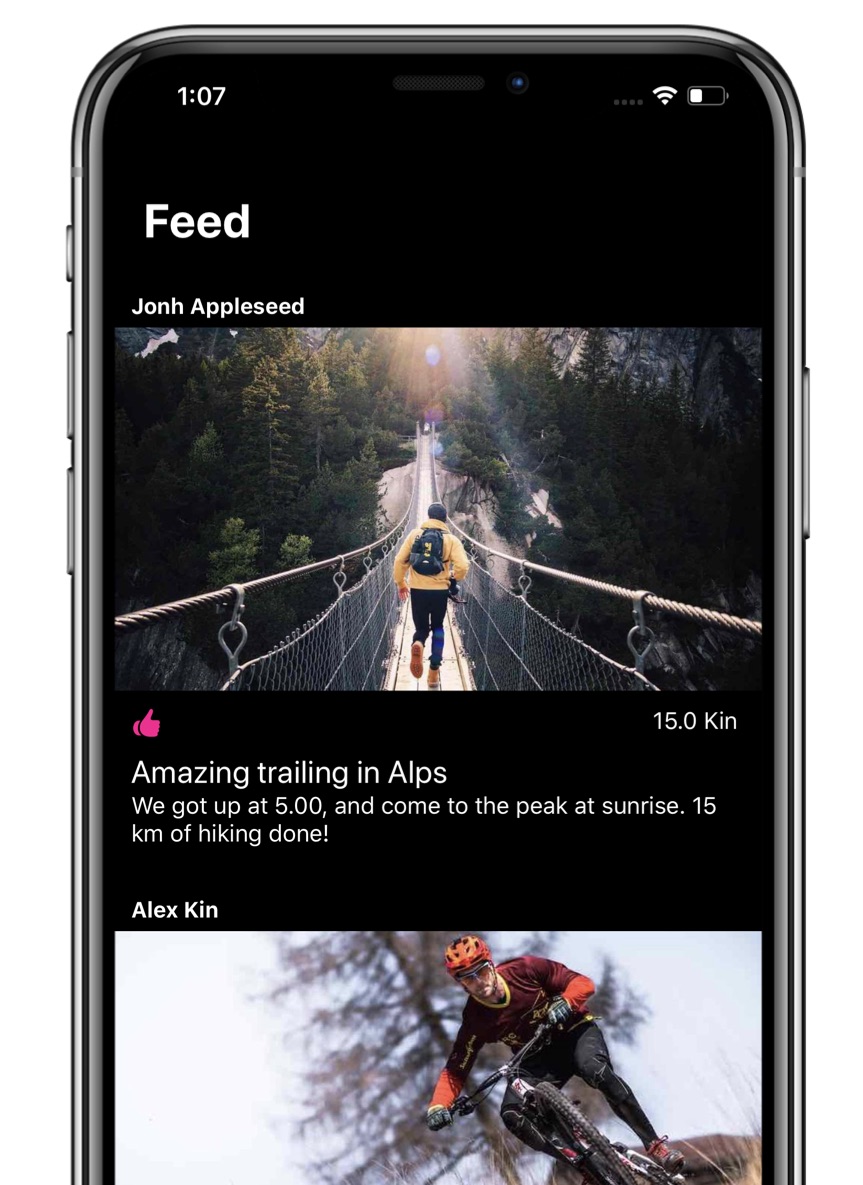 1:07
Feed
Jonh Appleseed
15.0 Kin
Amazing trailing in Alps
We got up at 5.00, and come to the peak at sunrise. 15
km of hiking done!
Alex Kin